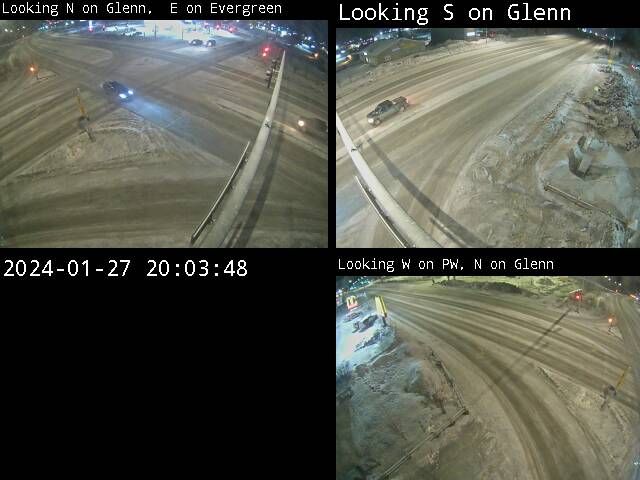 Looking N on Glenn,  E on Evergreen
Looking S on Glenn
2024-01-27 20:03:48
Looking W on PW, N on Glenn